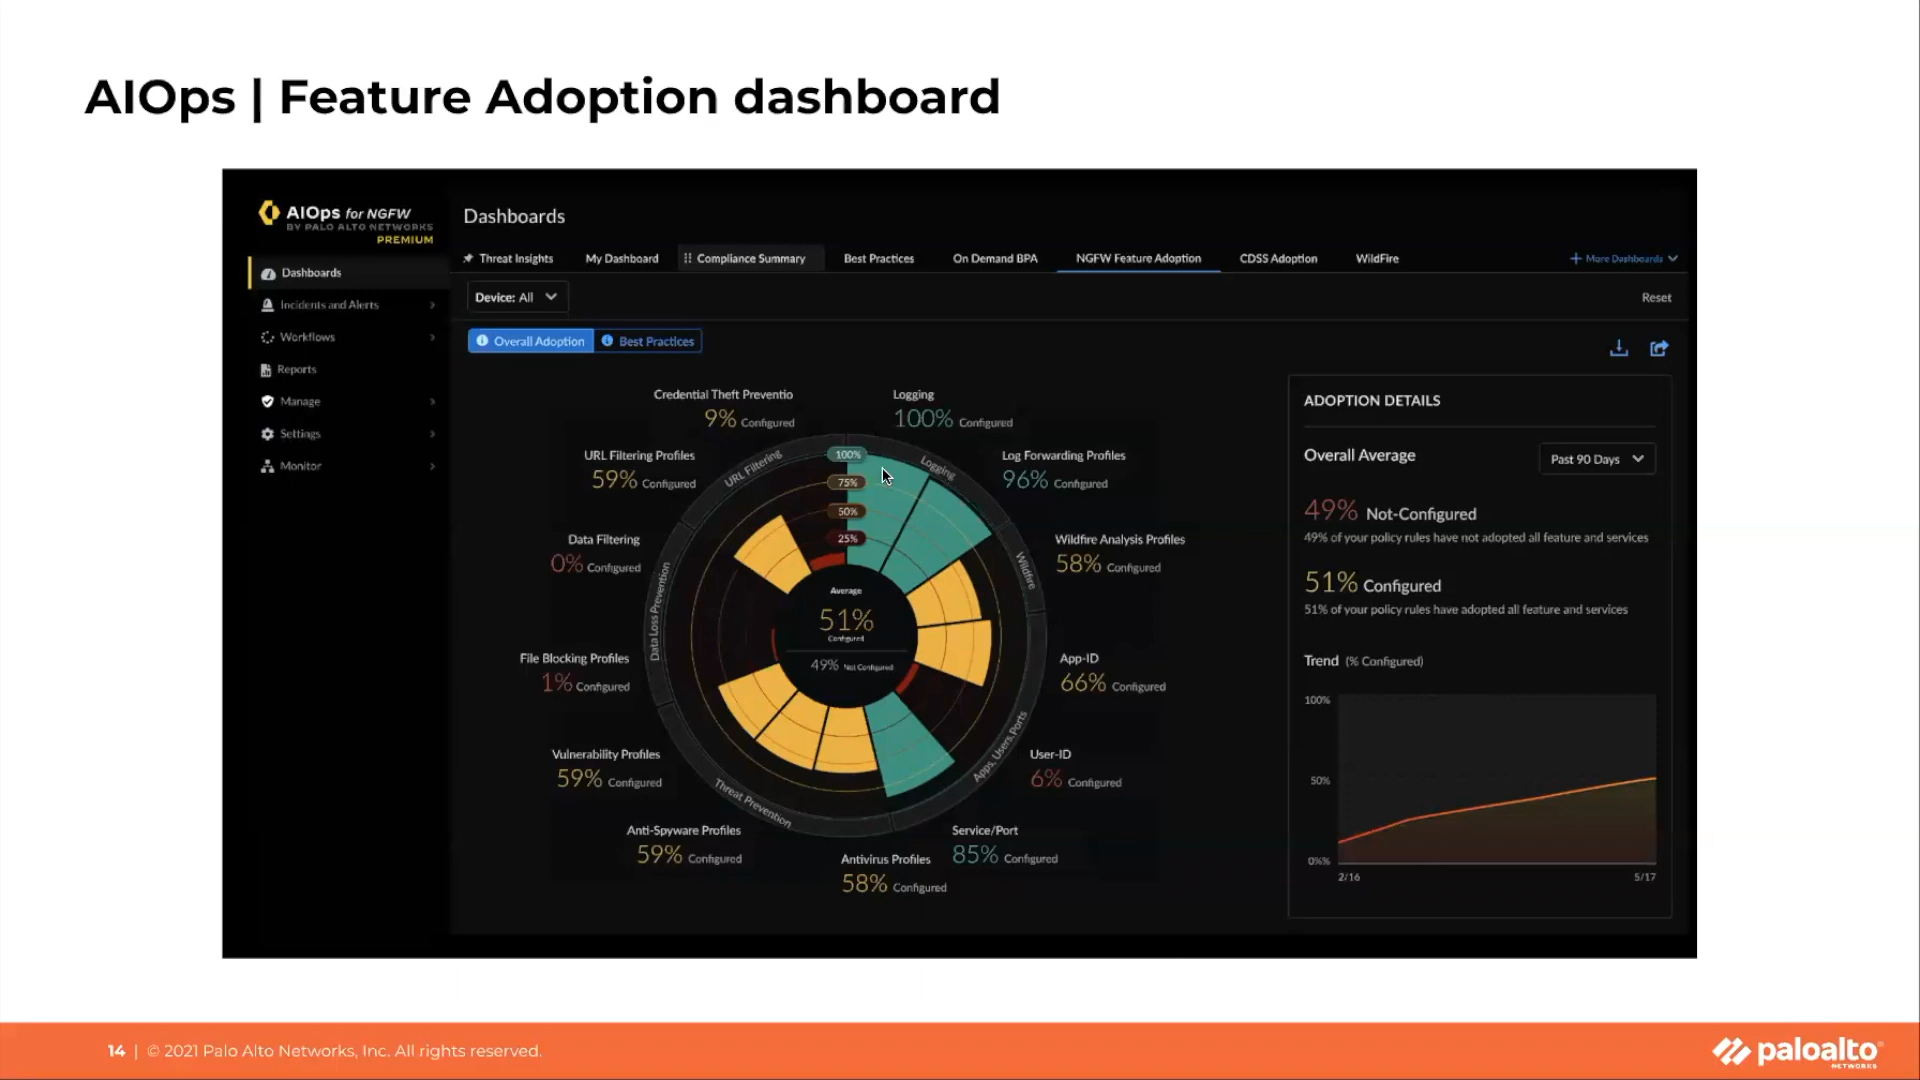 AIOps | Feature Adoption dashboard
AIOps for NGFW
BY PALO ALTO NETWORKS
PREMIUM
Dashboards
Incidents and Alerts
Workflows
Reports
Manage
Settings
Monitor
Dashboards
Threat Insights
My Dashboard
Compliance Summary
Best Practices
On Demand BPA
NGFW Feature Adoption
CDSS Adoption
WildFire
More Dashboards
Device: All
Reset
Overall Adoption
Best Practices
Credential Theft Preventio
9% Configured
Logging
100% Configured
URL Filtering Profiles
59% Configured
Log Forwarding Profiles
96% Configured
Data Filtering
0% Configured
Wildfire Analysis Profiles
58% Configured
File Blocking Profiles
1% Configured
App-ID
66% Configured
Vulnerability Profiles
59% Configured
User-ID
6% Configured
Anti-Spyware Profiles
59% Configured
Service/Port
85% Configured
Antivirus Profiles
58% Configured
URL Filtering
Logging
Wildfire
Apps, Users, Ports
Threat Prevention
Data Loss Prevention
100%
75%
50%
25%
Average
51%
Configured
49% Not Configured
ADOPTION DETAILS
Overall Average
Past 90 Days
49% Not-Configured
49% of your policy rules have not adopted all feature and services
51% Configured
51% of your policy rules have adopted all feature and services
Trend (% Configured)
100%
50%
0%%
2/16
5/17
14 | © 2021 Palo Alto Networks, Inc. All rights reserved.
paloalto
NETWORKS